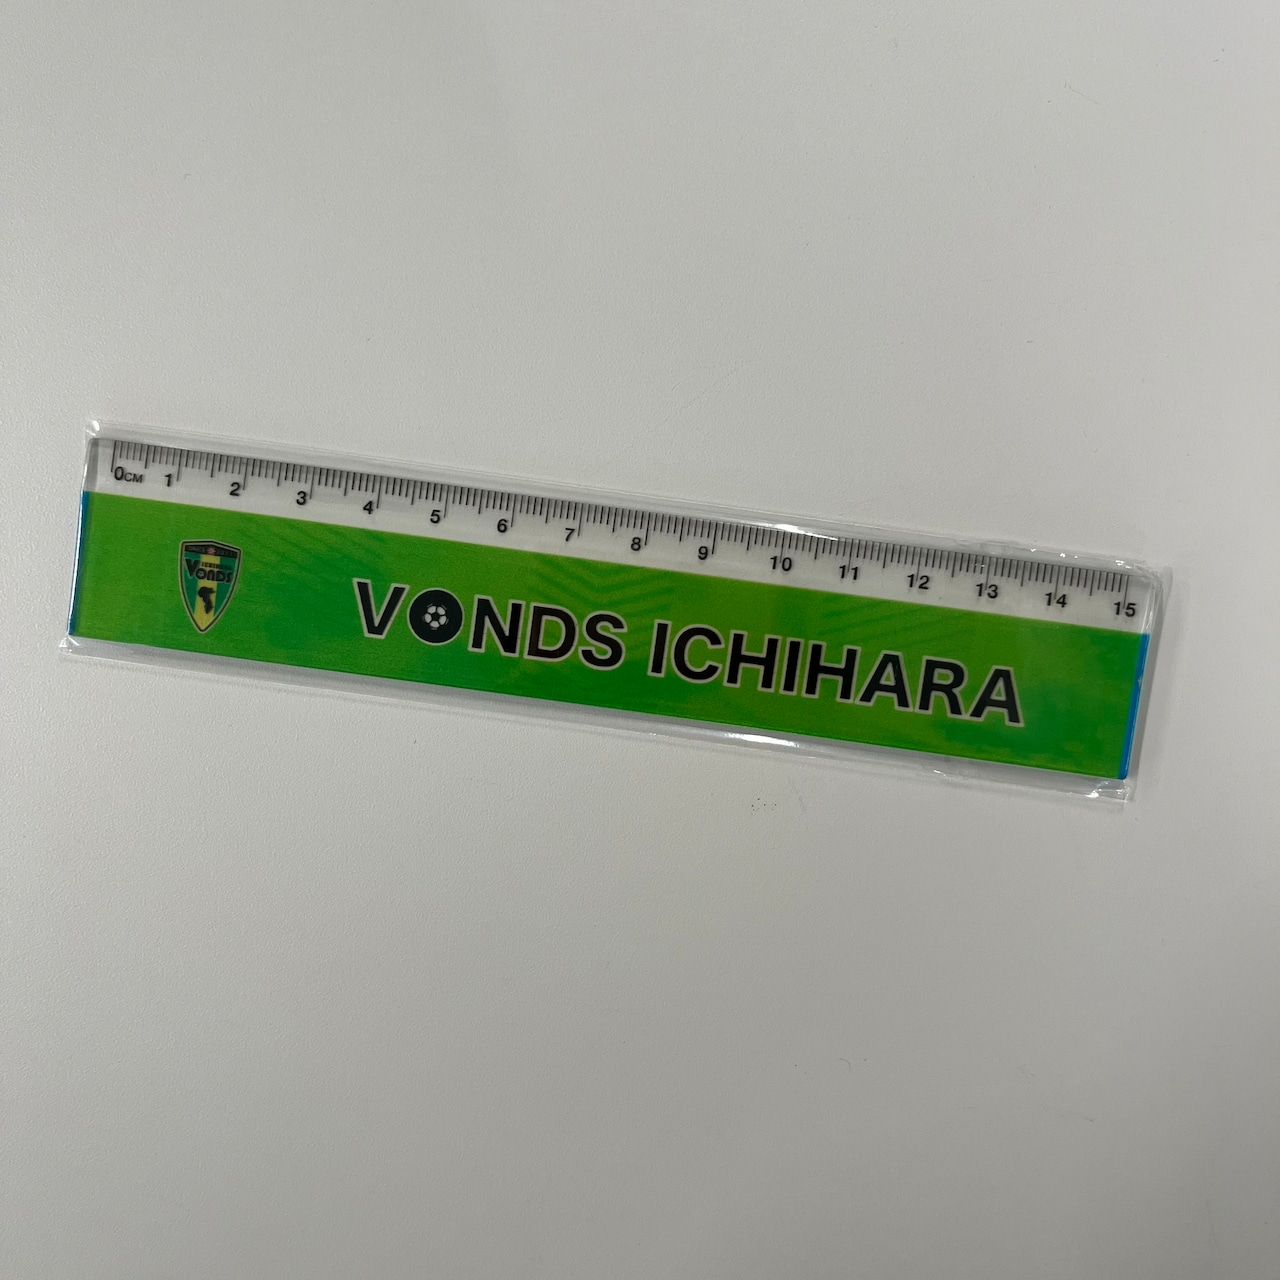 0CM 1 2 3 4 5 6 7 8 9 10 11 12 13 14 15
ICHIHARA
VONDS
VONDS ICHIHARA